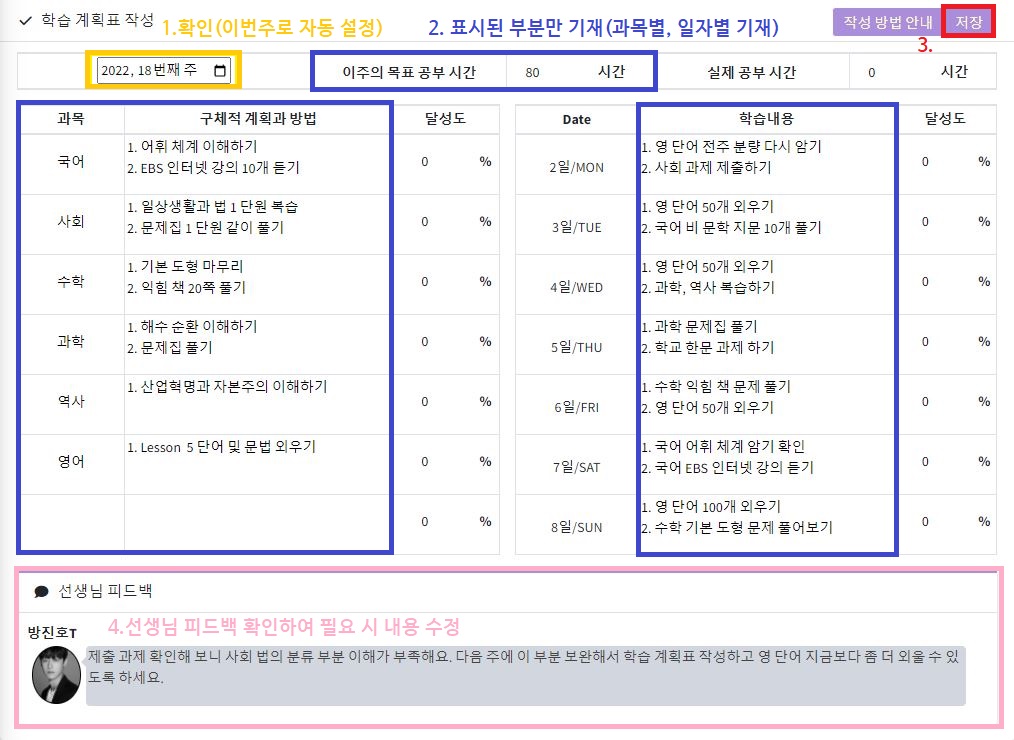 학습 계획표 작성
1.확인(이번주로 자동 설정)
2. 표시된 부분만 기재(과목별, 일자별 기재)
작성 방법 안내
저장
3.
2022, 18번째 주
이주의 목표 공부 시간
80
시간
실제 공부 시간
0
시간
과목
구체적 계획과 방법
달성도
국어
1. 어휘 체계 이해하기
2. EBS 인터넷 강의 10개 듣기
0
%
사회
1. 일상생활과 법 1 단원 복습
2. 문제집 1 단원 같이 풀기
0
%
수학
1. 기본 도형 마무리
2. 익힘 책 20쪽 풀기
0
%
과학
1. 해수 순환 이해하기
2. 문제집 풀기
0
%
역사
1. 산업혁명과 자본주의 이해하기
0
%
영어
1. Lesson 5 단어 및 문법 외우기
0
%
0
%
Date
학습내용
달성도
2일/MON
1. 영 단어 전주 분량 다시 암기
2. 사회 과제 제출하기
0
%
3일/TUE
1. 영 단어 50개 외우기
2. 국어 비 문학 지문 10개 풀기
0
%
4일/WED
1. 영 단어 50개 외우기
2. 과학, 역사 복습하기
0
%
5일/THU
1. 과학 문제집 풀기
2. 학교 한문 과제 하기
0
%
6일/FRI
1. 수학 익힘 책 문제 풀기
2. 영 단어 50개 외우기
0
%
7일/SAT
1. 국어 어휘 체계 암기 확인
2. 국어 EBS 인터넷 강의 듣기
0
%
8일/SUN
1. 영 단어 100개 외우기
2. 수학 기본 도형 문제 풀어보기
0
%
선생님 피드백
방진호T
4.선생님 피드백 확인하여 필요 시 내용 수정
제출 과제 확인해 보니 사회 법의 분류 부분 이해가 부족해요. 다음 주에 이 부분 보완해서 학습 계획표 작성하고 영 단어 지금보다 좀 더 외울 수 있
도록 하세요.